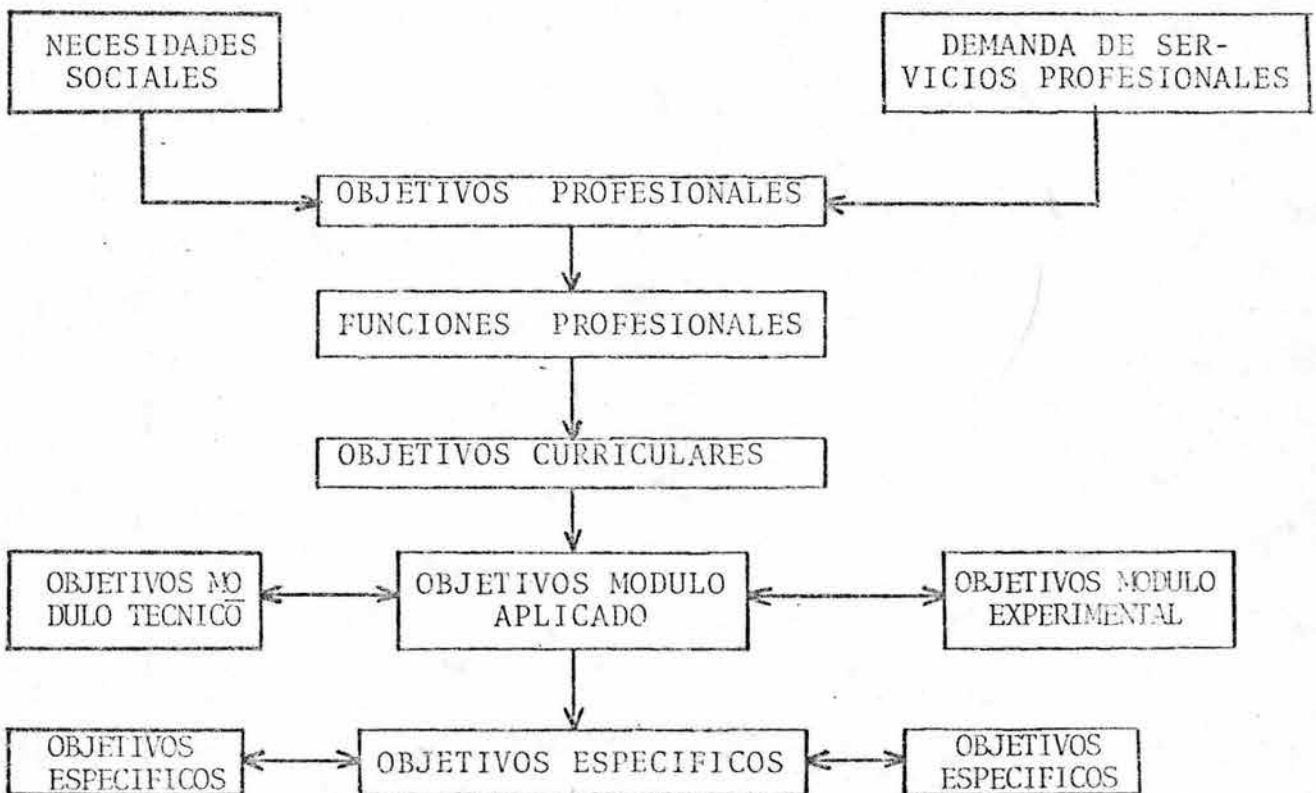 NECESIDADES
SOCIALES
DEMANDA DE SER-
VICIOS PROFESIONALES
OBJETIVOS PROFESIONALES
FUNCIONES PROFESIONALES
OBJETIVOS CURRICULARES
OBJETIVOS MO
DULO TECNICO
OBJETIVOS MODULO
APLICADO
OBJETIVOS MODULO
EXPERIMENTAL
OBJETIVOS
ESPECIFICOS
OBJETIVOS ESPECIFICOS
OBJETIVOS
ESPECIFICOS